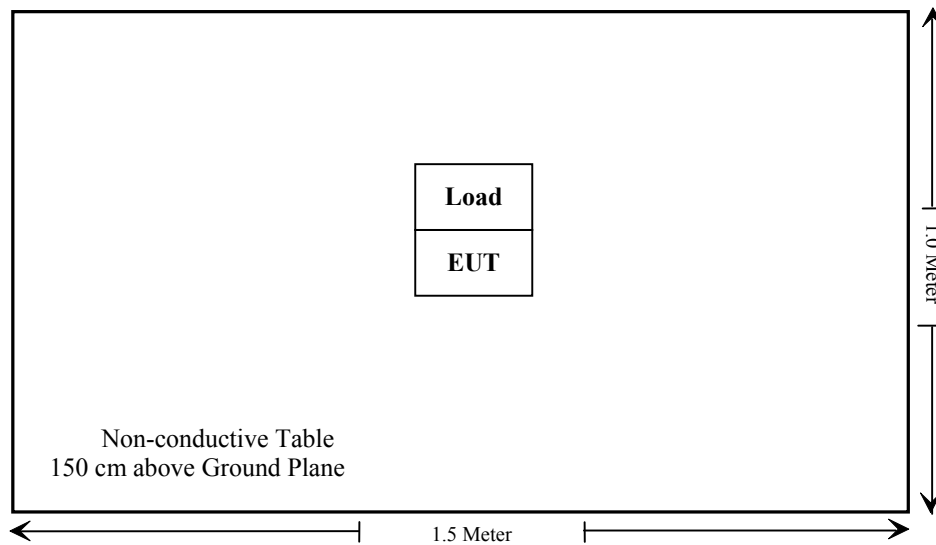 Load
EUT
1.0 Meter
Non-conductive Table
150 cm above Ground Plane
1.5 Meter